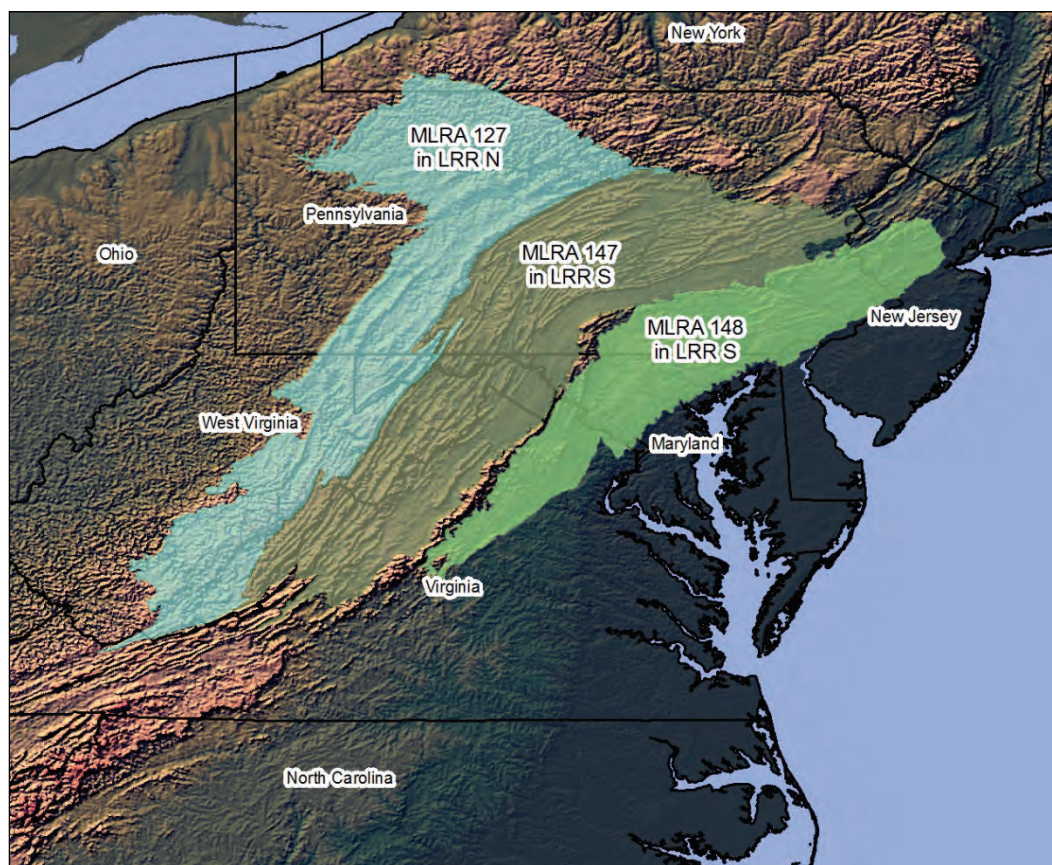 New York
MLRA 127
in LRR N
Pennsylvania
Ohio
MLRA 147
in LRR S
New Jersey
MLRA 148
in LRR S
West Virginia
Maryland
Virginia
North Carolina